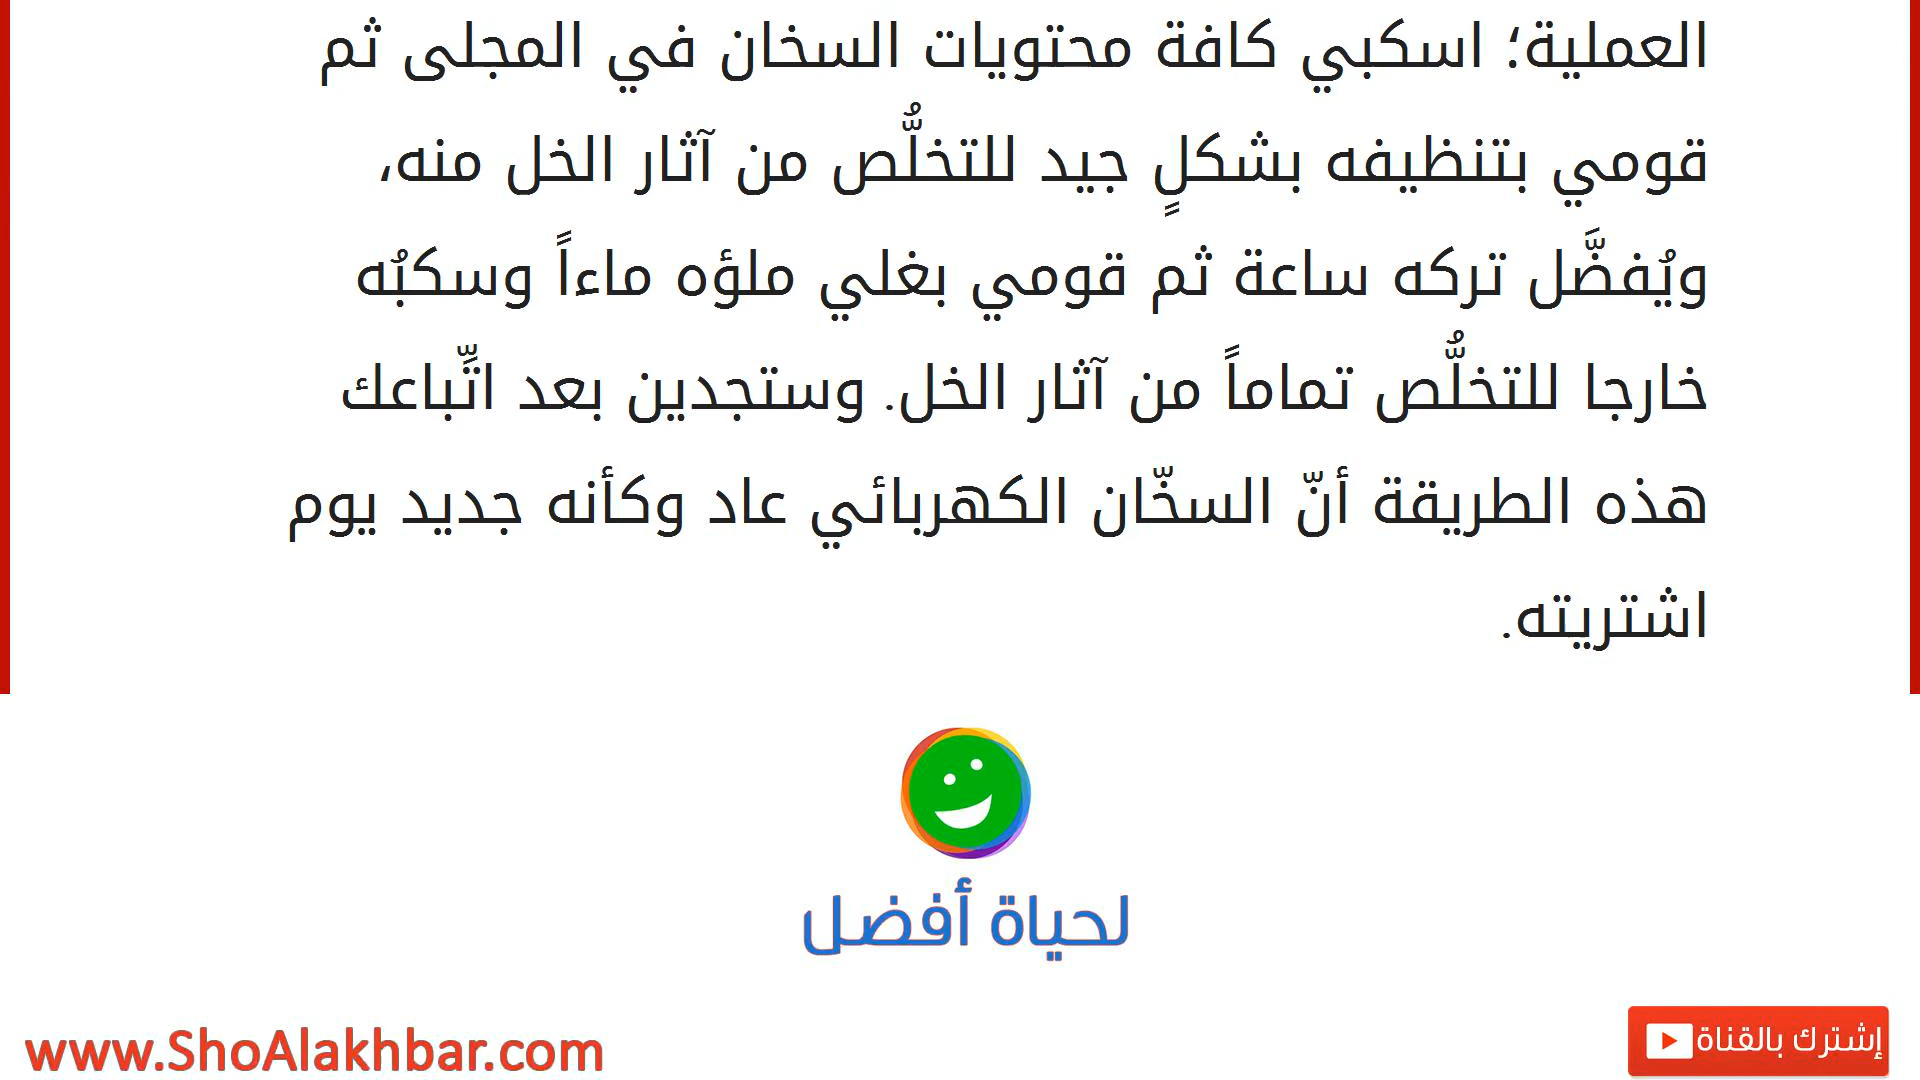 العملية؛ اسكبي كافة محتويات السخان في المجلى ثم
قومي بتنظيفه بشكلٍ جيد للتخلُّص من آثار الخل منه،
ويُفضَّل تركه ساعة ثم قومي بغلي ملؤه ماءاً وسكبُه
خارجا للتخلُّص تماماً من آثار الخل. وستجدين بعد اتِّباعك
هذه الطريقة أنّ السخّان الكهربائي عاد وكأنه جديد يوم
اشتريته.
لحياة أفضل
www.ShoAlakhbar.com
إشترك بالقناة